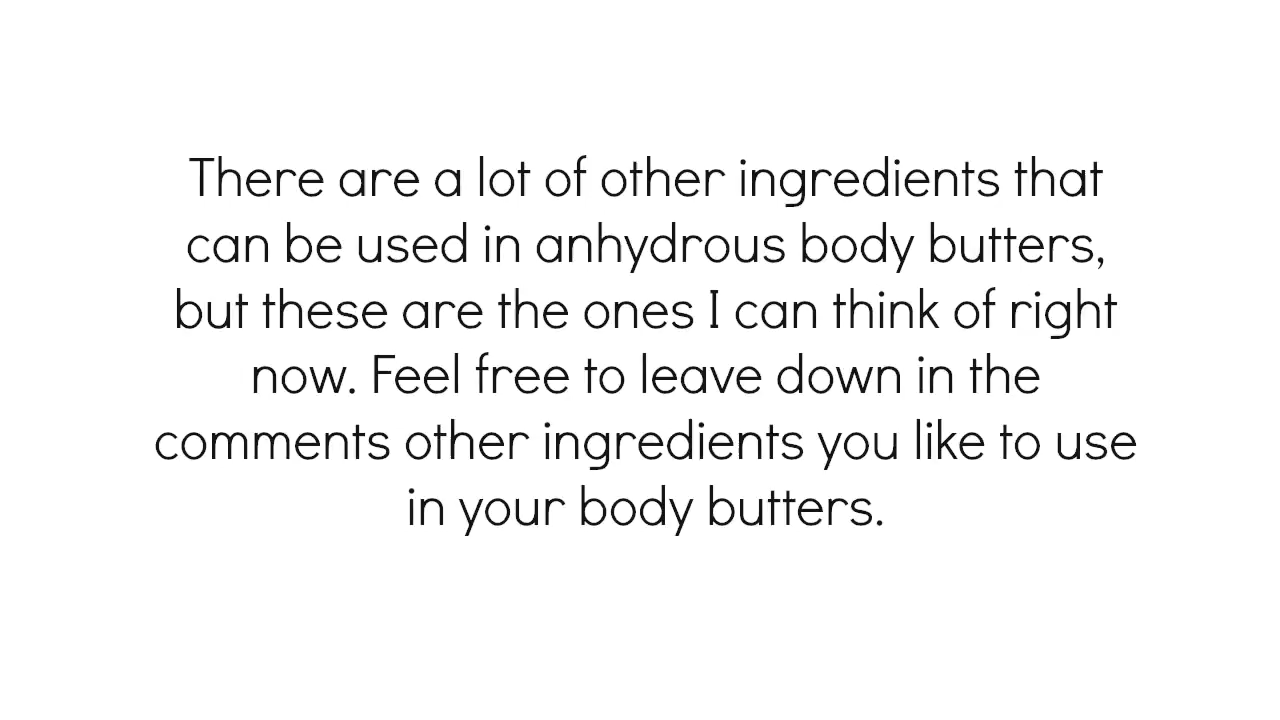 There are a lot of other ingredients that
can be used in anhydrous body butters,
but these are the ones I can think of right
now. Feel free to leave down in the
comments other ingredients you like to use
in your body butters.